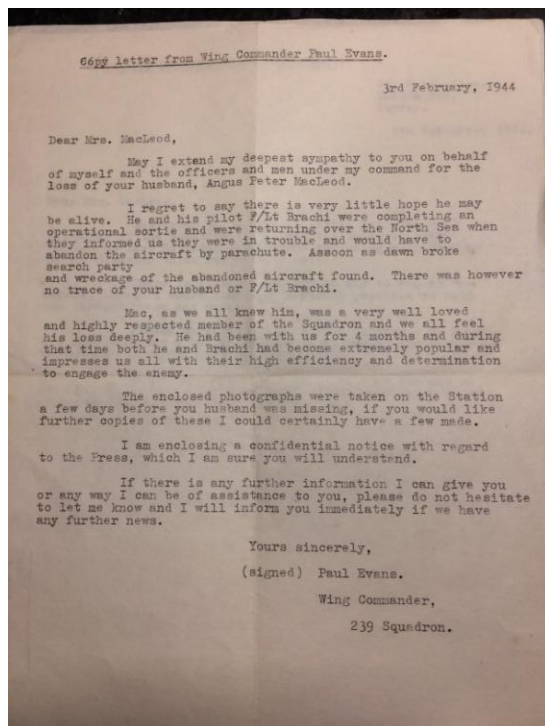 Copy letter from Wing Commander Paul Evans.
3rd February, 1944
Dear Mrs. MacLeod,
May I extend my deepest sympathy to you on behalf
of myself and the officers and men under my command for the
loss of your husband, Angus Peter MacLeod.
I regret to say there is very little hope he may
be alive. He and his pilot F/Lt Brachi were completing an
operational sortie and were returning over the North Sea when
they informed us they were in trouble and would have to
abandon the aircraft by parachute. Assoon as dawn broke
search party
and wreckage of the abandoned aircraft found. There was however
no trace of your husband or F/Lt Brachi.
Mac, as we all knew him, was a very well loved
and highly respected member of the Squadron and we all feel
his loss deeply. He had been with us for 4 months and during
that time both he and Brachi had become extremely popular and
impresses us all with their high efficiency and determination
to engage the enemy.
The enclosed photographs were taken on the Station
a few days before you husband was missing, if you would like
further copies of these I could certainly have a few made.
I am enclosing a confidential notice with regard
to the Press, which I am sure you will understand.
If there is any further information I can give you
or any way I can be of assistance to you, please do not hesitate
to let me know and I will inform you immediately if we have
any further news.
Yours sincerely,
(signed) Paul Evans.
Wing Commander,
239 Squadron.